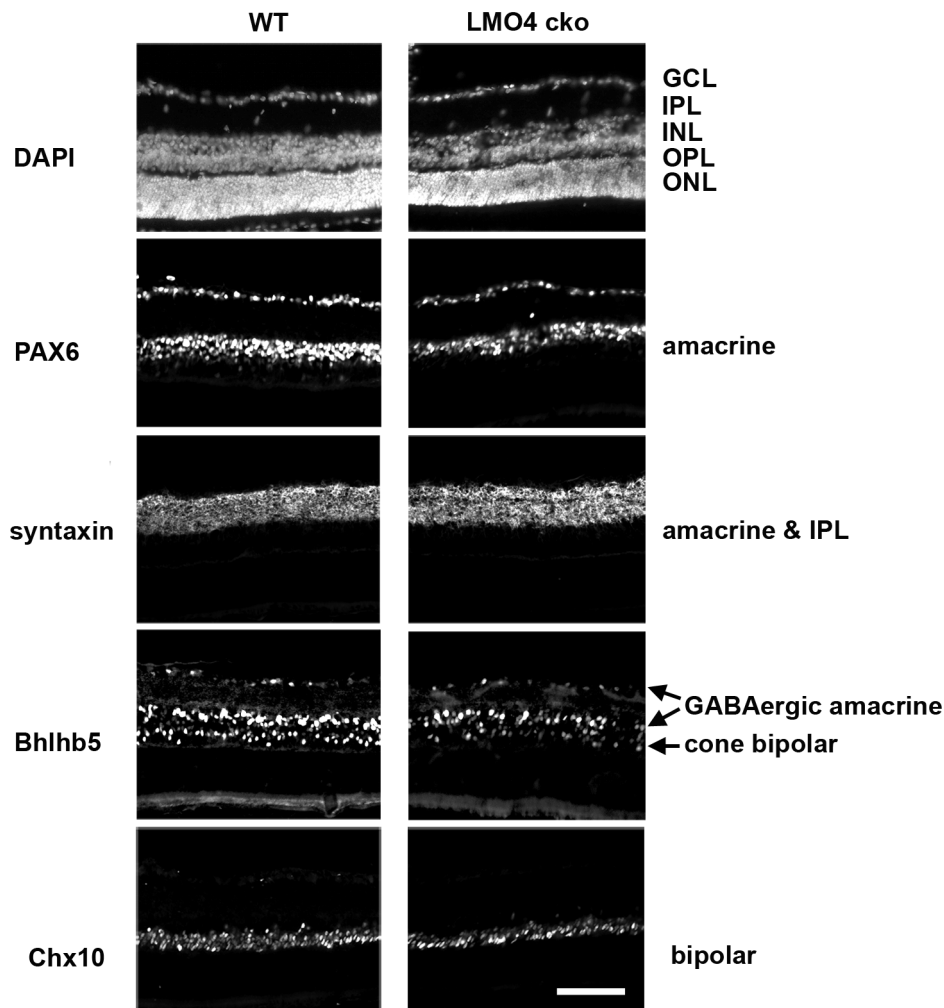 WT LMO4 cko
GCL
IPL
INL
OPL
ONL
DAPI
PAX6
amacrine
syntaxin
amacrine & IPL
GABAergic amacrine
Bhlhb5
cone bipolar
Chx10
bipolar